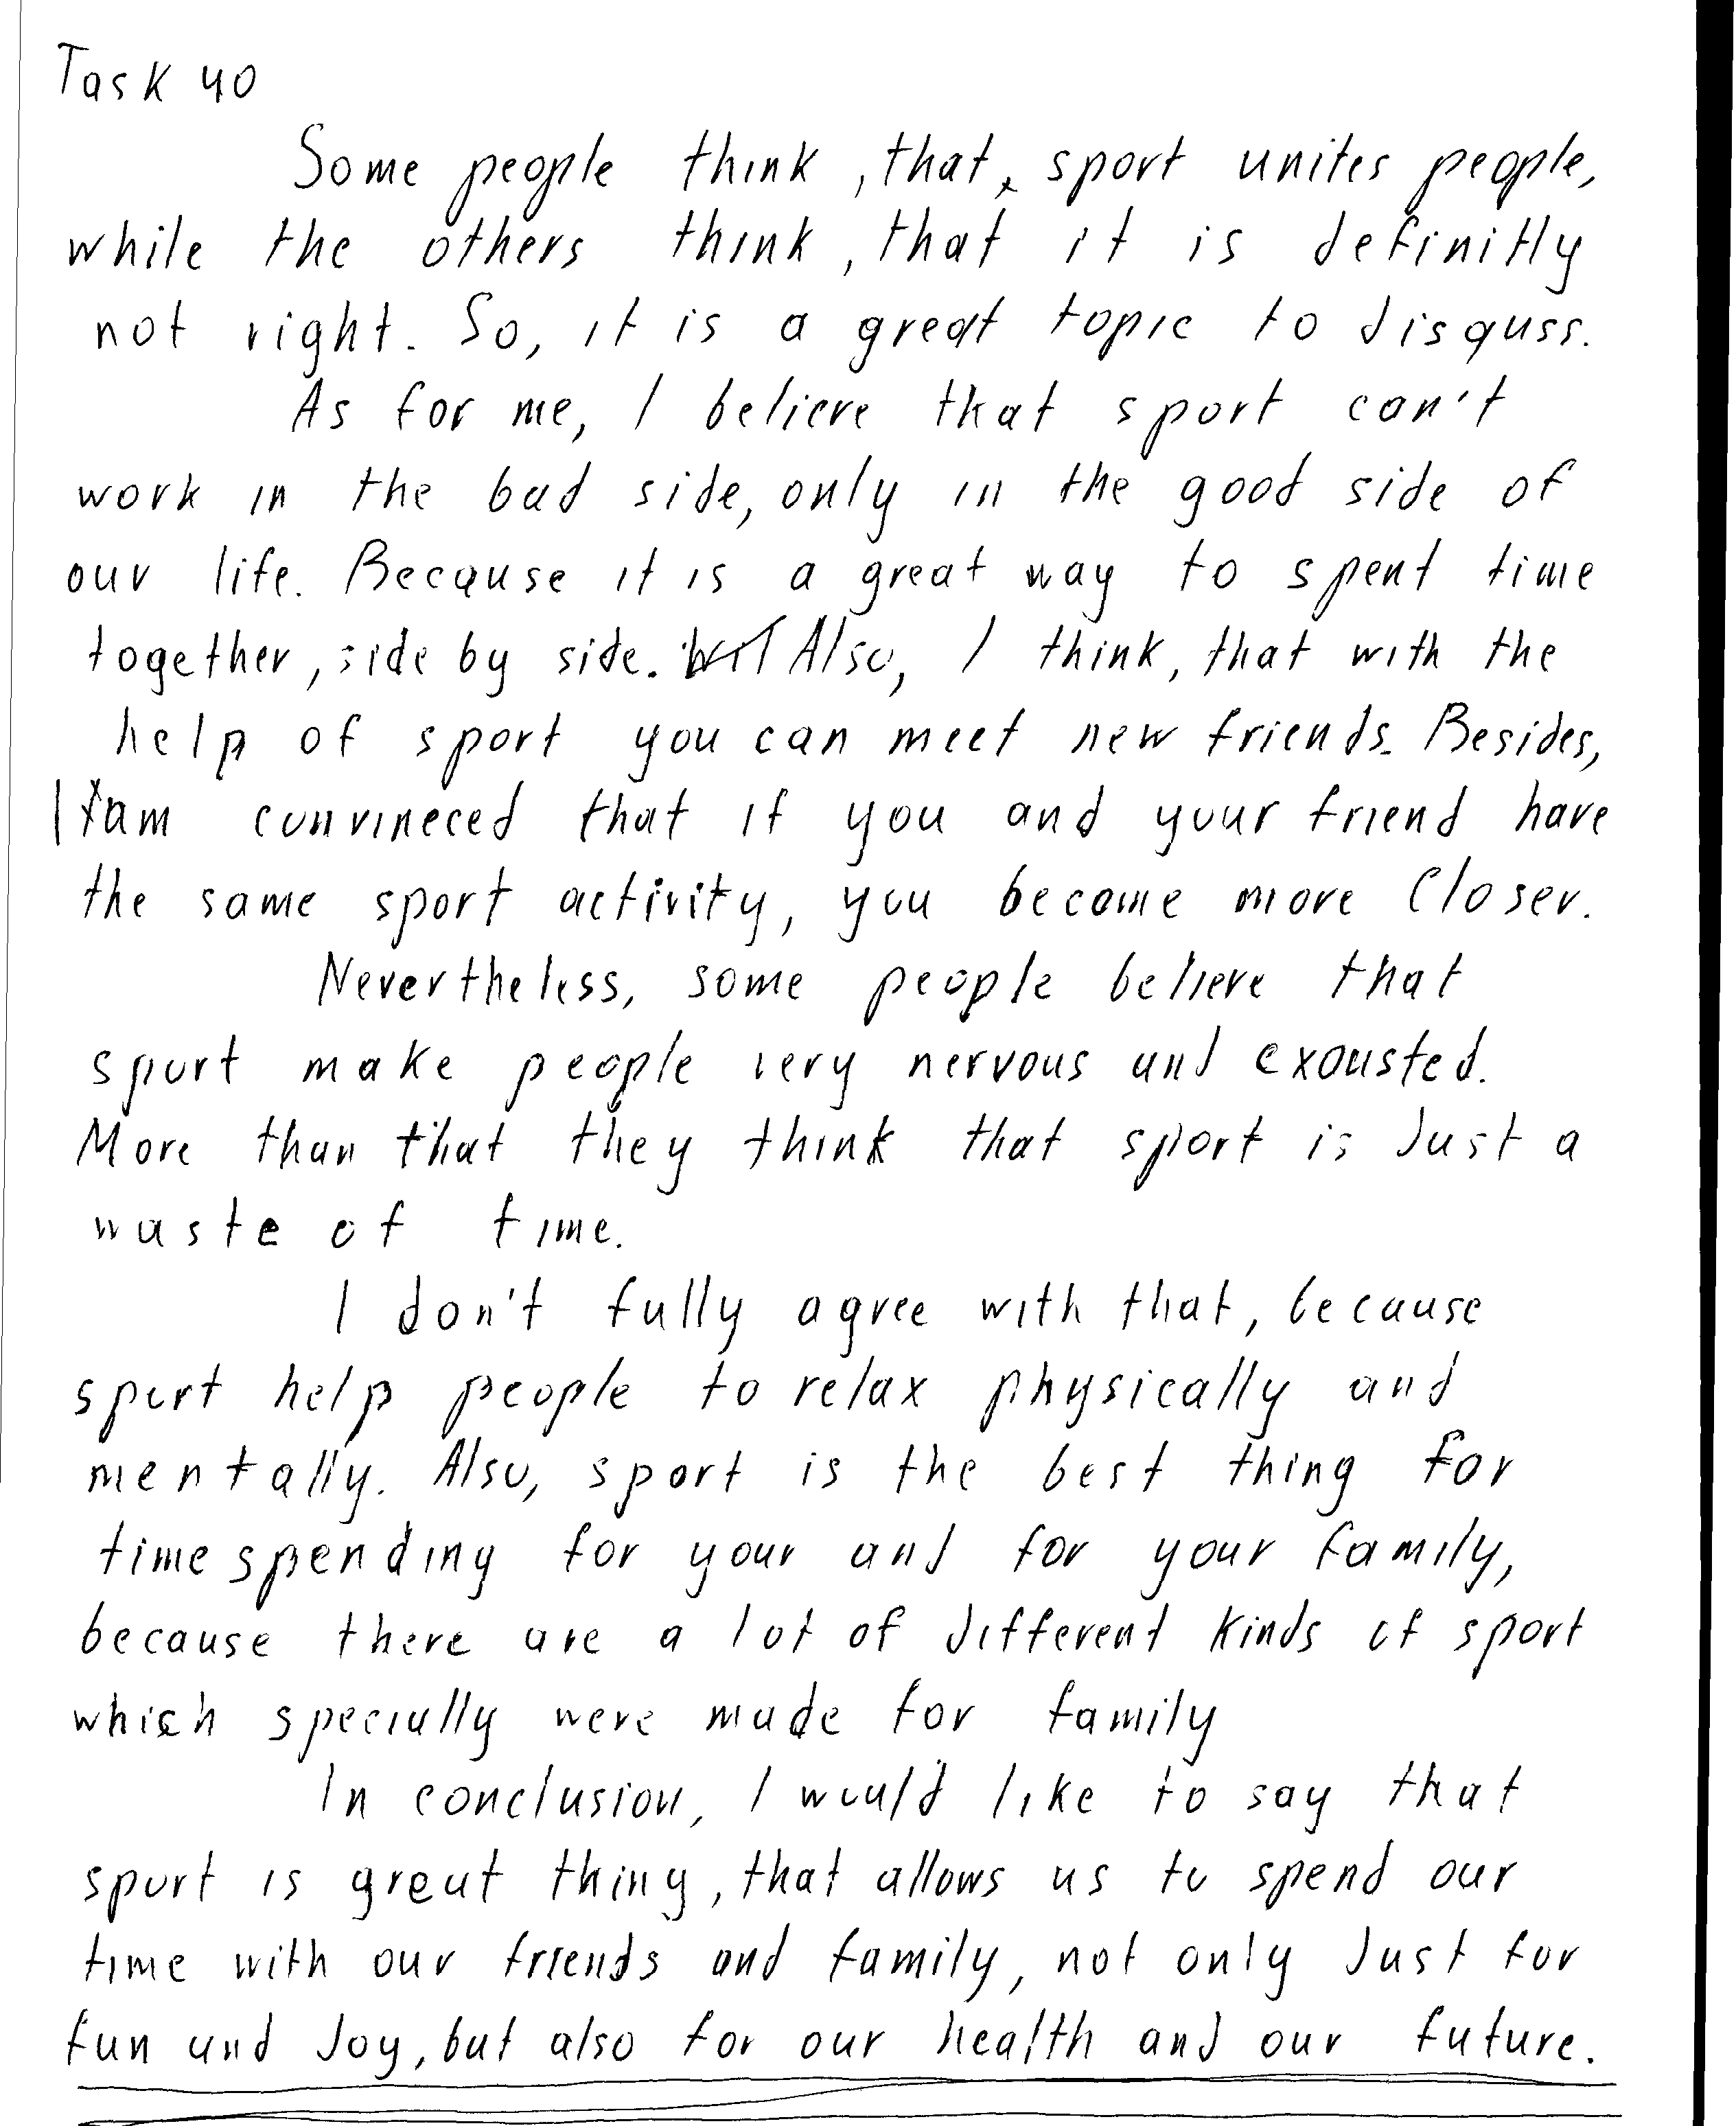 Task 40
Some people think, that, sport unites people,
while the others think, that it is definitly
not right. So, it is a great topic to disquss.
As for me, I believe that sport can't
work in the bad side, only in the good side of
our life. Because it is a great way to spent time
together, side by side. Also, I think, that with the
help of sport you can meet new friends. Besides,
I am convineced that if you and your friend have
the same sport activity, you become more closer.
Nevertheless, some people believe that
sport make people very nervous and exousted.
More than that they think that sport is Just a
waste of time.
I don't fully agree with that, because
sport help people to relax physically and
mentally. Also, sport is the best thing for
time spending for your and for your family,
because there are a lot of different kinds of sport
which specially were made for family
In conclusion, I would like to say that
sport is great thing, that allows us to spend our
time with our friends and family, not only Just for
fun and Joy, but also for our health and our future.